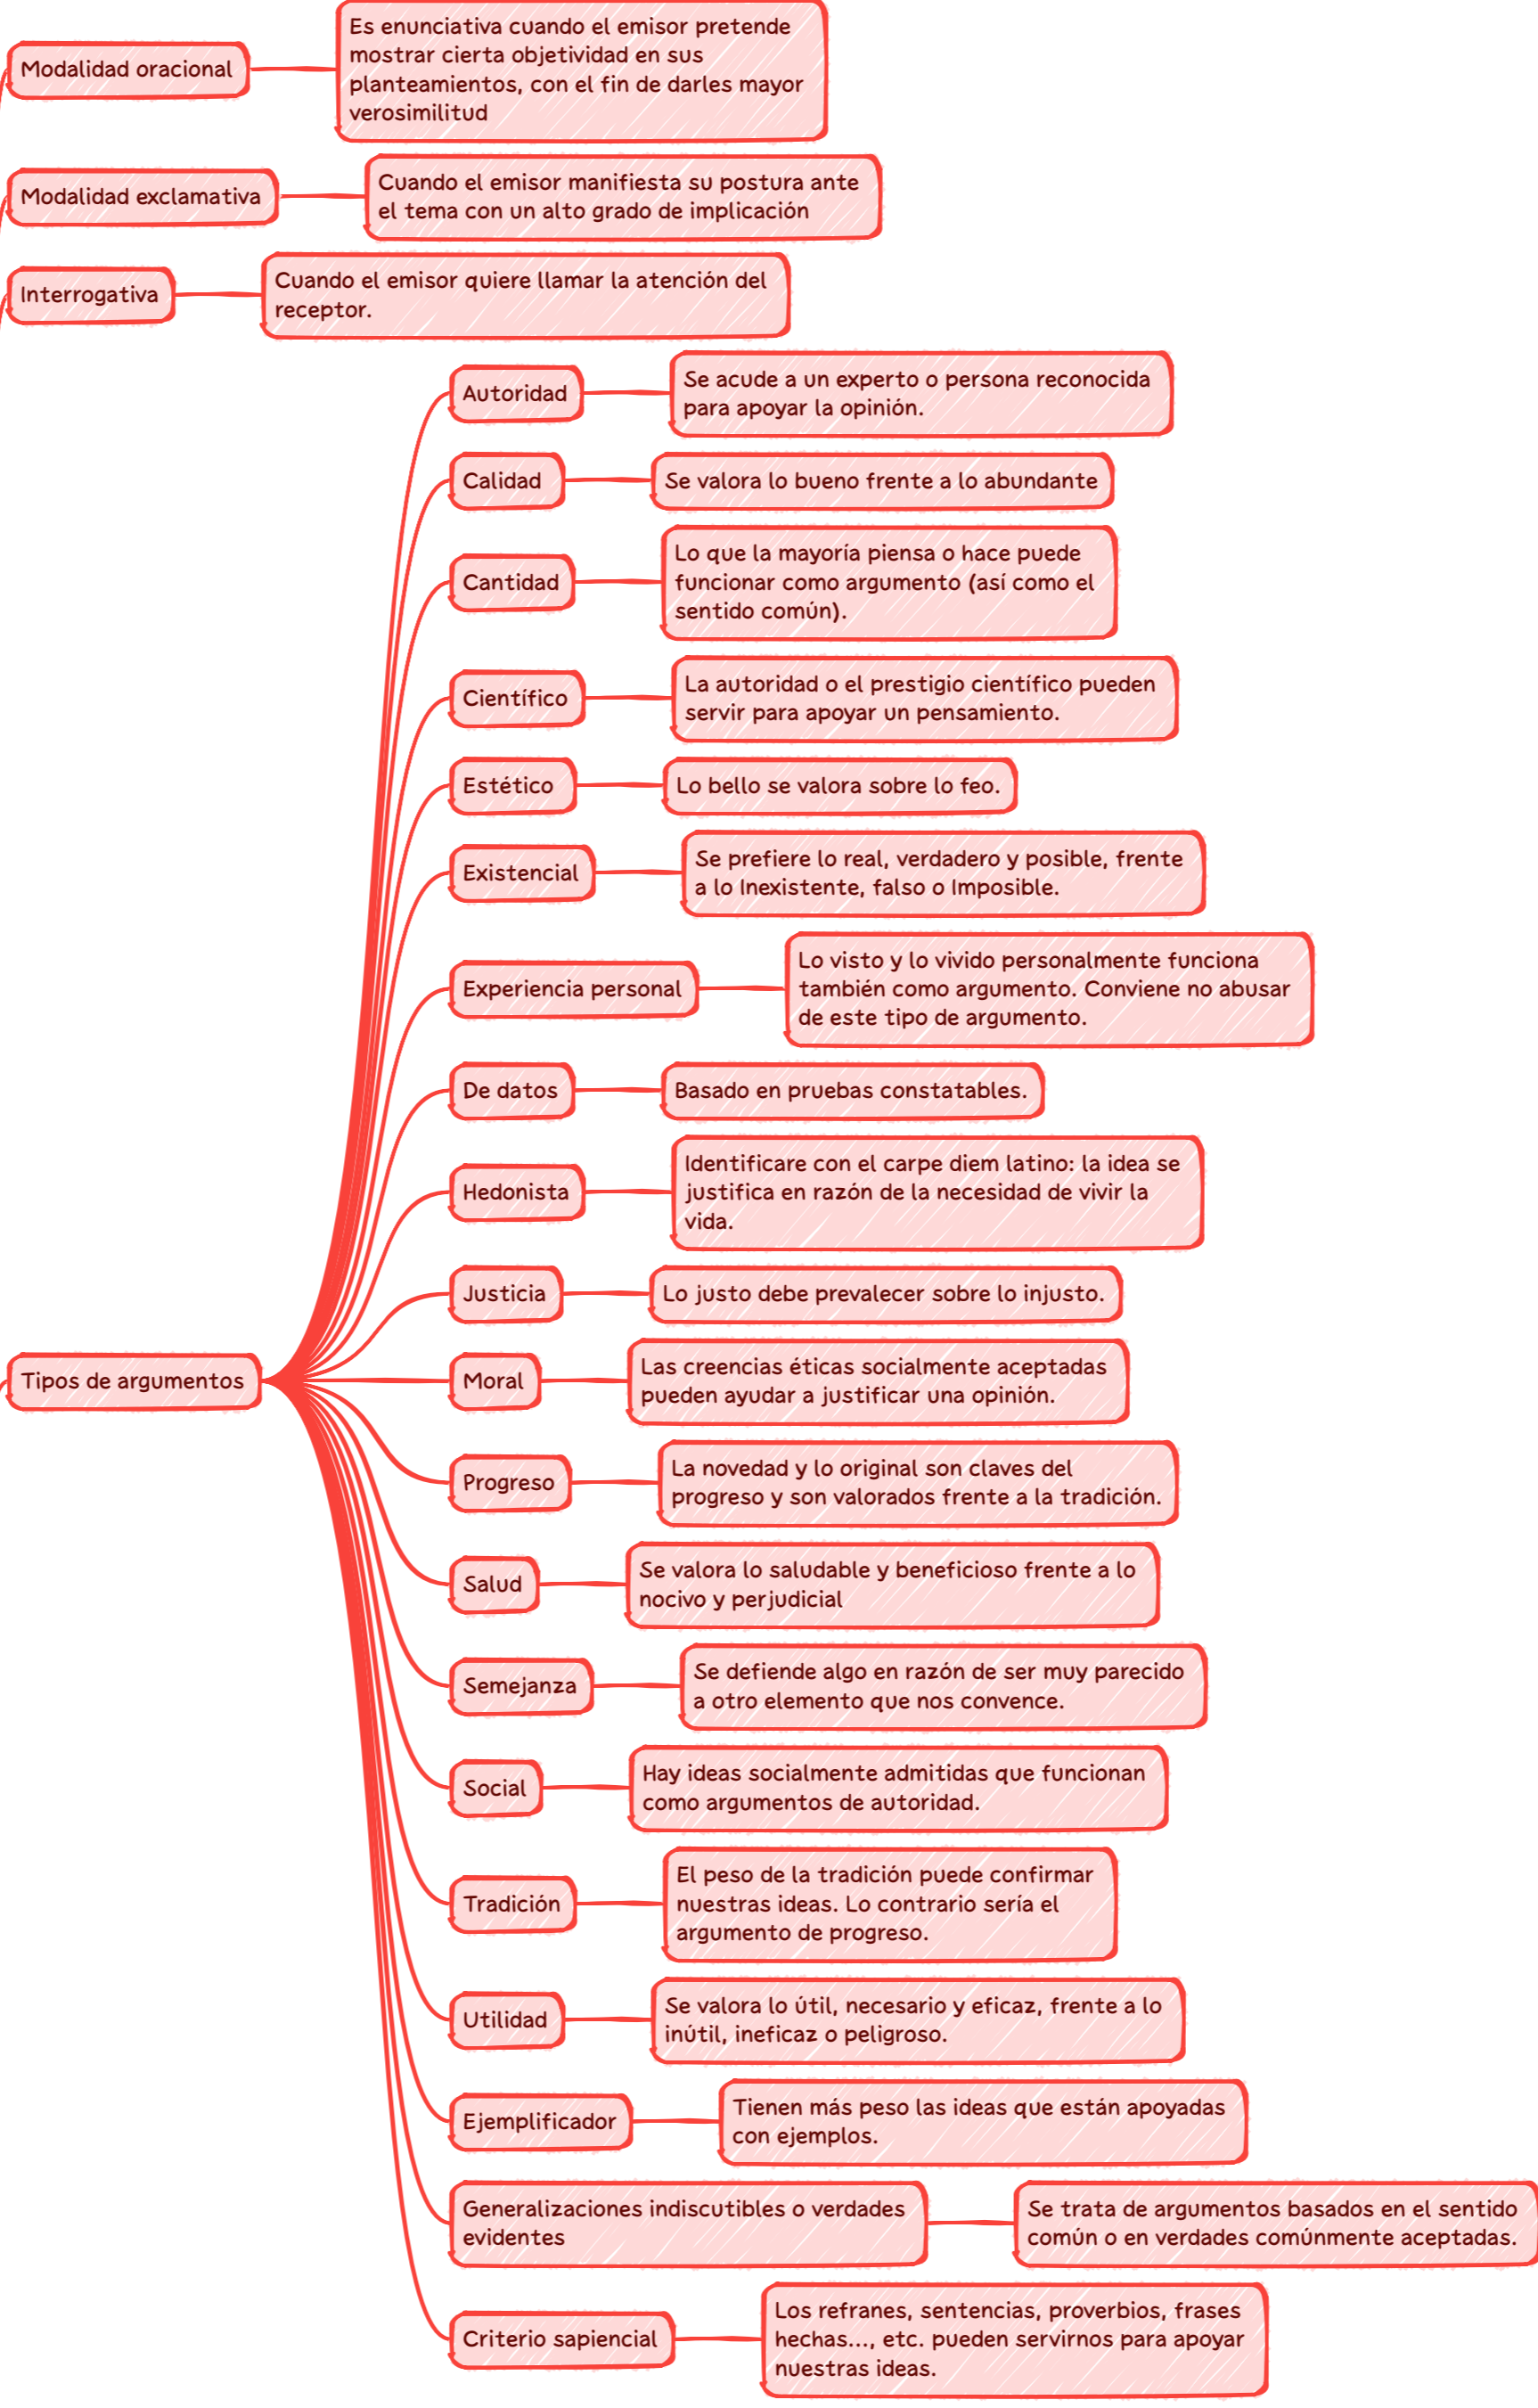 Modalidad oracional
Es enunciativa cuando el emisor pretende
mostrar cierta objetividad en sus
planteamientos, con el fin de darles mayor
verosimilitud
Modalidad exclamativa
Cuando el emisor manifiesta su postura ante
el tema con un alto grado de implicación
Interrogativa
Cuando el emisor quiere llamar la atención del
receptor.
Tipos de argumentos
Autoridad
Se acude a un experto o persona reconocida
para apoyar la opinión.
Calidad
Se valora lo bueno frente a lo abundante
Cantidad
Lo que la mayoría piensa o hace puede
funcionar como argumento (así como el
sentido común).
Científico
La autoridad o el prestigio científico pueden
servir para apoyar un pensamiento.
Estético
Lo bello se valora sobre lo feo.
Existencial
Se prefiere lo real, verdadero y posible, frente
a lo Inexistente, falso o Imposible.
Experiencia personal
Lo visto y lo vivido personalmente funciona
también como argumento. Conviene no abusar
de este tipo de argumento.
De datos
Basado en pruebas constatables.
Hedonista
Identificare con el carpe diem latino: la idea se
justifica en razón de la necesidad de vivir la
vida.
Justicia
Lo justo debe prevalecer sobre lo injusto.
Moral
Las creencias éticas socialmente aceptadas
pueden ayudar a justificar una opinión.
Progreso
La novedad y lo original son claves del
progreso y son valorados frente a la tradición.
Salud
Se valora lo saludable y beneficioso frente a lo
nocivo y perjudicial
Semejanza
Se defiende algo en razón de ser muy parecido
a otro elemento que nos convence.
Social
Hay ideas socialmente admitidas que funcionan
como argumentos de autoridad.
Tradición
El peso de la tradición puede confirmar
nuestras ideas. Lo contrario sería el
argumento de progreso.
Utilidad
Se valora lo útil, necesario y eficaz, frente a lo
inútil, ineficaz o peligroso.
Ejemplificador
Tienen más peso las ideas que están apoyadas
con ejemplos.
Generalizaciones indiscutibles o verdades
evidentes
Se trata de argumentos basados en el sentido
común o en verdades comúnmente aceptadas.
Criterio sapiencial
Los refranes, sentencias, proverbios, frases
hechas..., etc. pueden servirnos para apoyar
nuestras ideas.